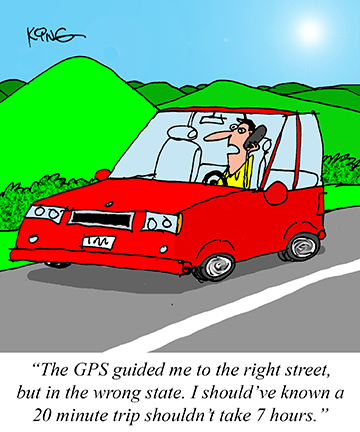 KING
“The GPS guided me to the right street,
but in the wrong state. I should’ve known a
20 minute trip shouldn’t take 7 hours.”